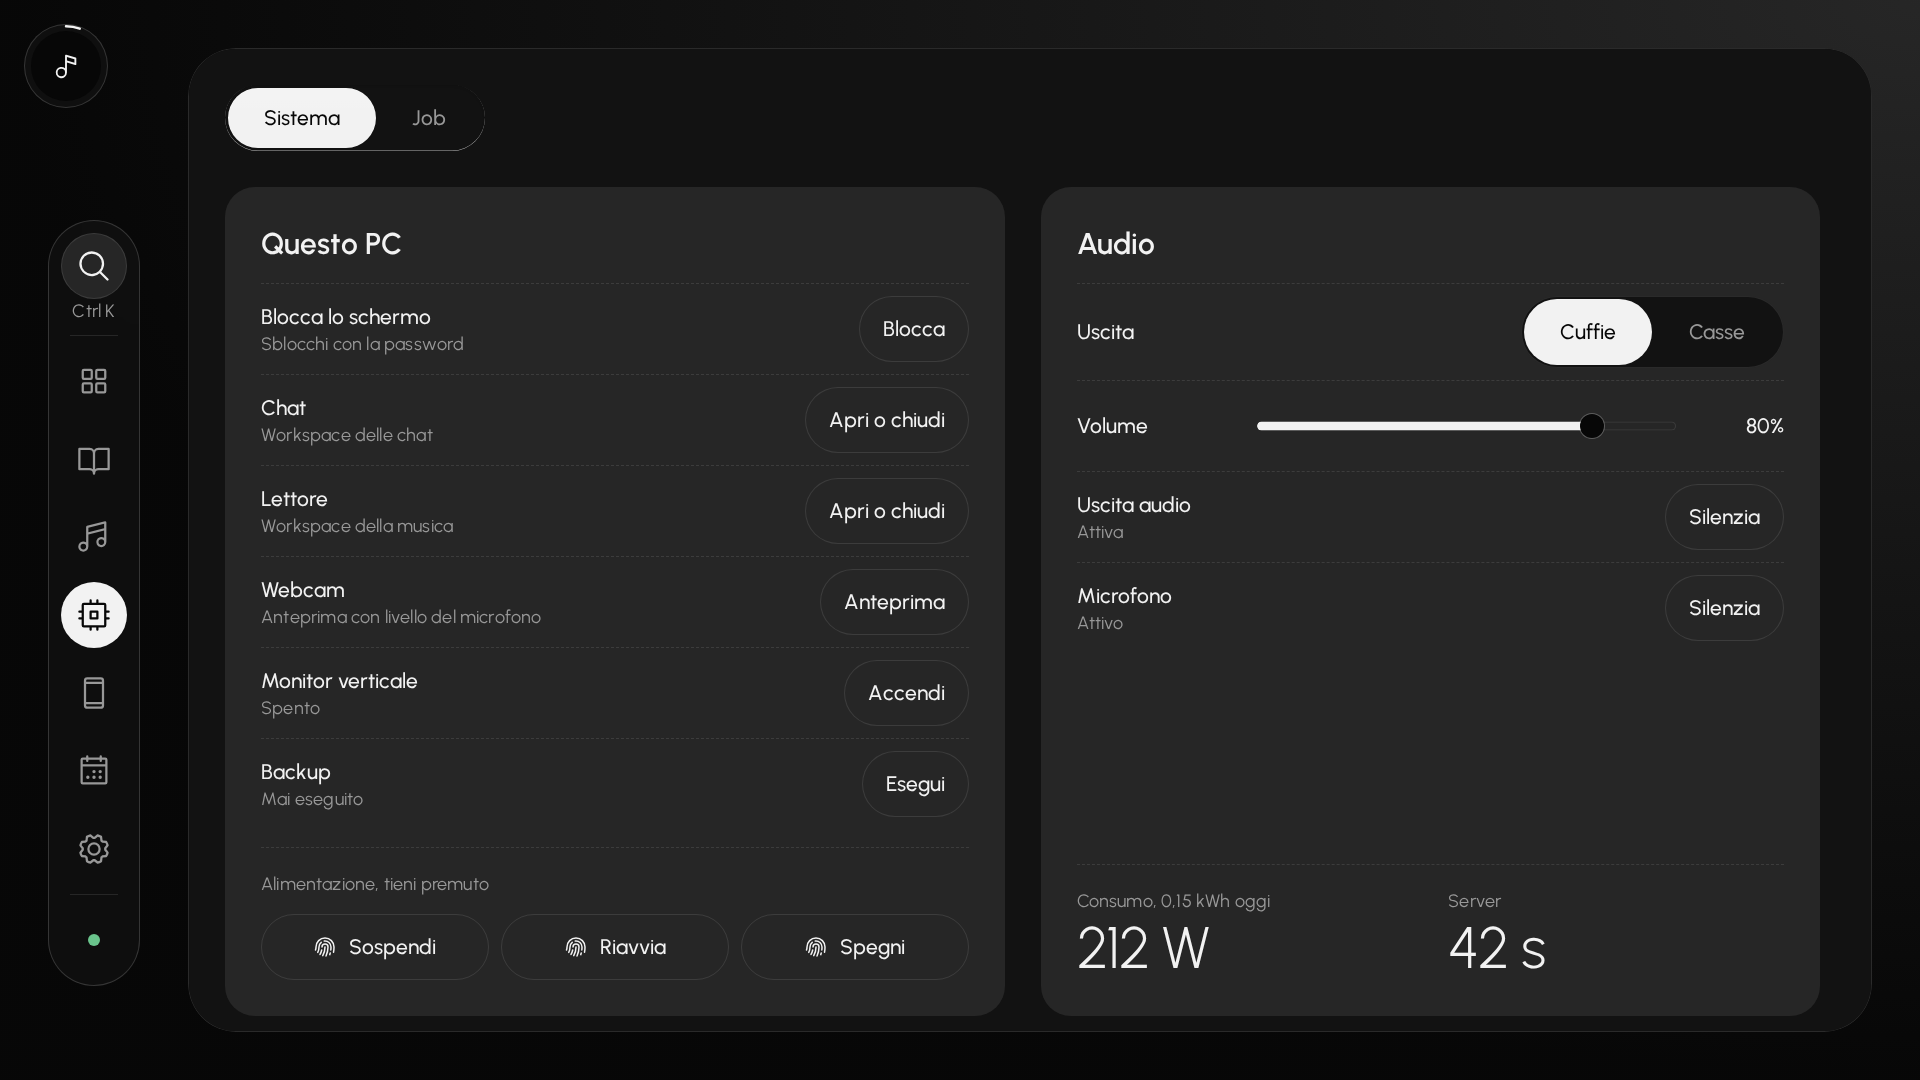 Sistema
Job
Ctrl K
Questo PC
Blocca lo schermo
Sblocchi con la password
Blocca
Chat
Workspace delle chat
Apri o chiudi
Lettore
Workspace della musica
Apri o chiudi
Webcam
Anteprima con livello del microfono
Anteprima
Monitor verticale
Spento
Accendi
Backup
Mai eseguito
Esegui
Alimentazione, tieni premuto
Sospendi
Riavvia
Spegni
Audio
Uscita
Cuffie
Casse
Volume
80%
Uscita audio
Attiva
Silenzia
Microfono
Attivo
Silenzia
Consumo, 0,15 kWh oggi
212 W
Server
42 s